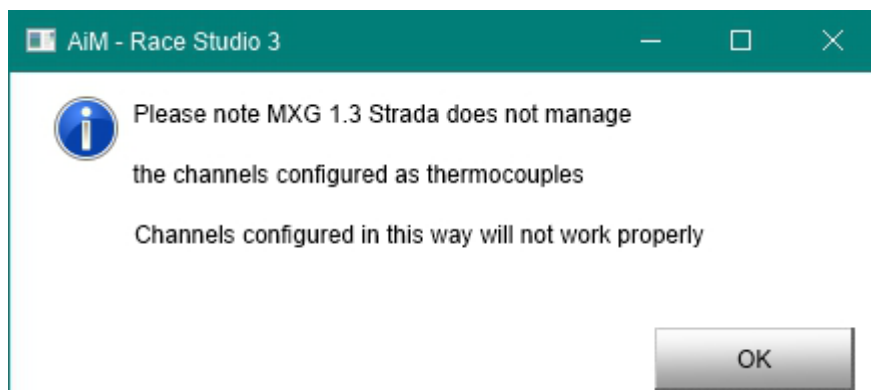 AiM - Race Studio 3
Please note MXG 1.3 Strada does not manage
the channels configured as thermocouples
Channels configured in this way will not work properly
OK